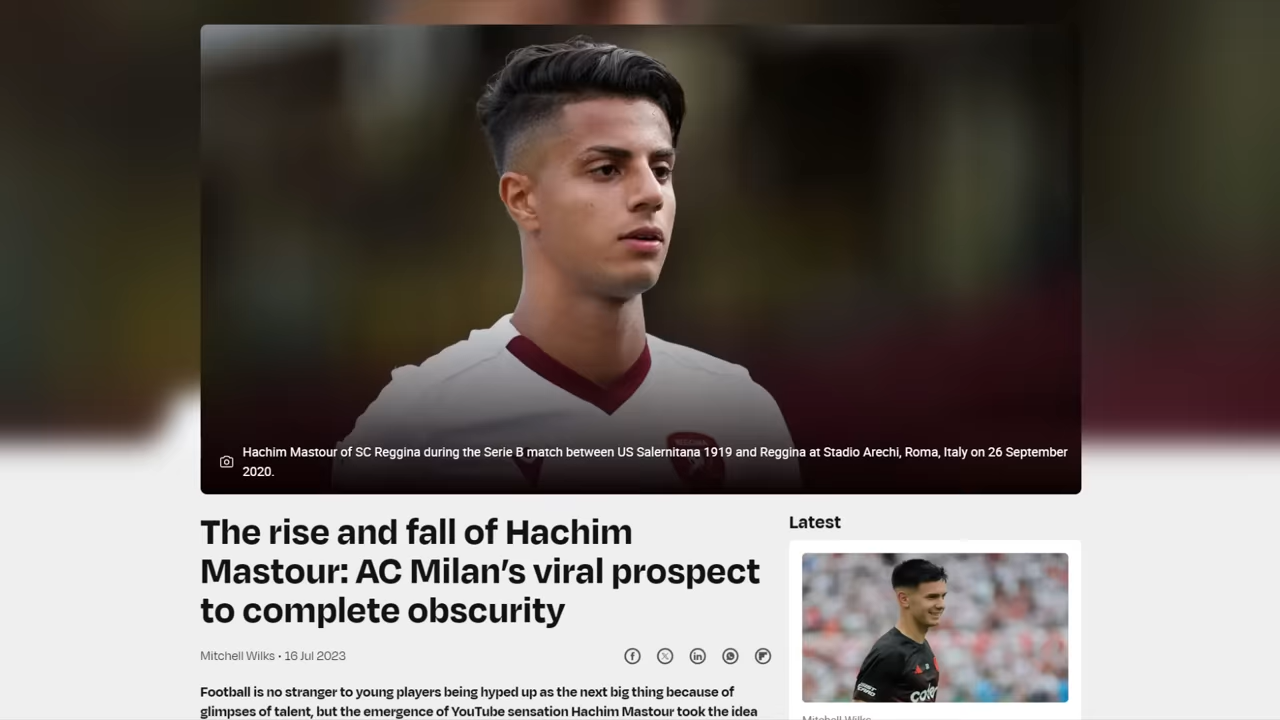 REGGINA
Hachim Mastour of SC Reggina during the Serie B match between US Salernitana 1919 and Reggina at Stadio Arechi, Roma, Italy on 26 September
2020.
The rise and fall of Hachim
Mastour: AC Milan’s viral prospect
to complete obscurity
Mitchell Wilks • 16 Jul 2023
Football is no stranger to young players being hyped up as the next big thing because of
glimpses of talent, but the emergence of YouTube sensation Hachim Mastour took the idea
Latest
Mitchell Wilks